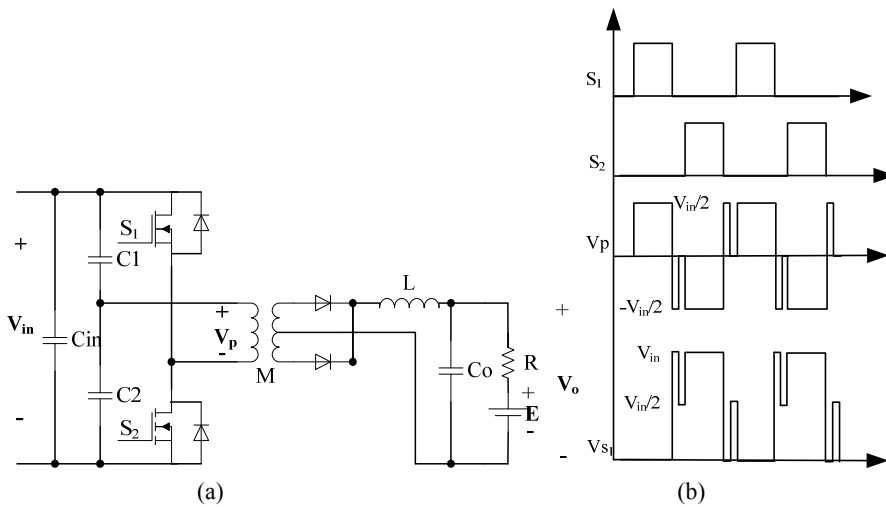 S1
C1
+
Vin
-
Cin
C2
S2
+
Vp
-
M
L
Co
R
+
E
-
+
Vo
-
(a)
S1
S2
Vin/2
Vp
-Vin/2
Vin
Vin/2
Vs1
(b)